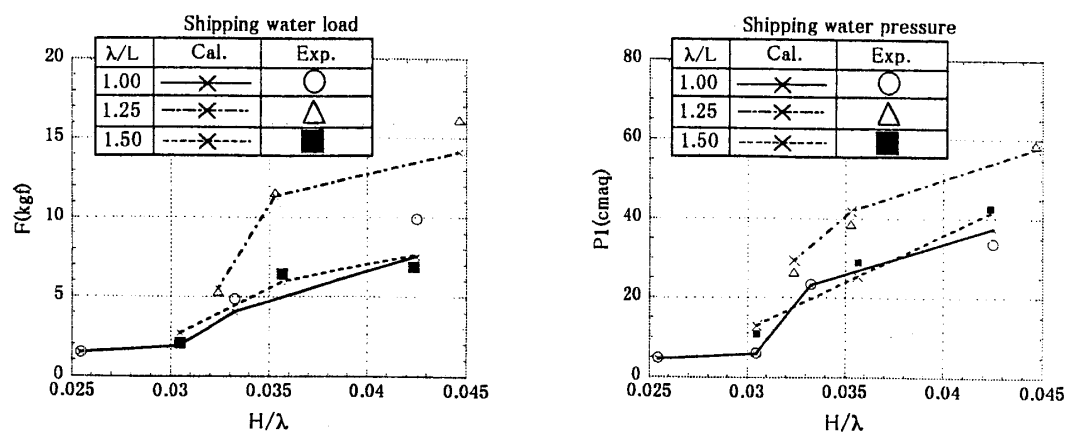 Shipping water load
λ/L Cal. Exp.
1.00
1.25
1.50
F(kgf)
20
15
10
5
0
0.025 0.03 0.035 0.04 0.045
H/λ
Shipping water pressure
λ/L Cal. Exp.
1.00
1.25
1.50
P1(cmaq)
80
60
40
20
0
0.025 0.03 0.035 0.04 0.045
H/λ